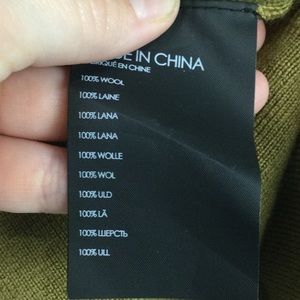 IN CHINA
EN CHINE
100% WOOL
100% LAINE
100% LANA
100% LANA
100% WOLLE
100% WOL
100% ULD
100% LÃ
100% ШЕРСТЬ
100% ULL